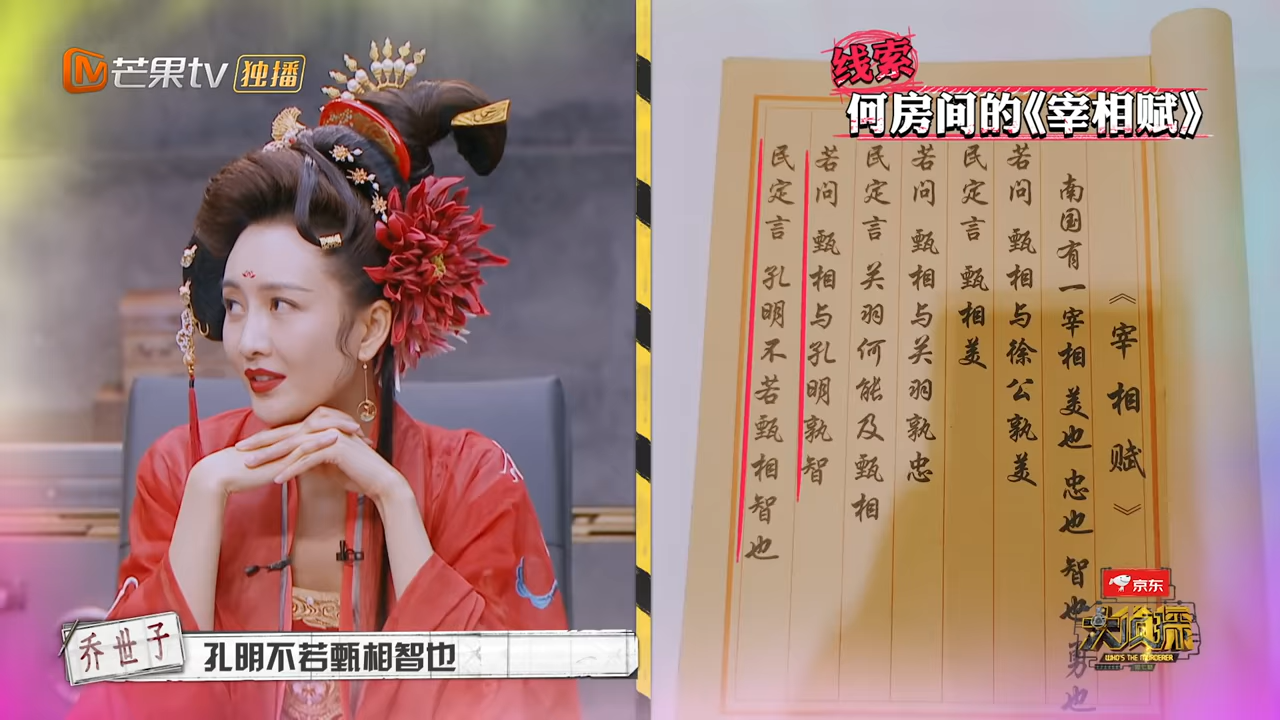 芒果tv 独播
线索
何房间的《宰相赋》
《宰相赋》
南国有一宰相 美也 忠也 智也 勇也
若问 甄相与徐公孰美
民定言 甄相美
若问 甄相与关羽孰忠
民定言 关羽何能及甄相
若问 甄相与孔明孰智
民定言 孔明不若甄相智也
乔世子
孔明不若甄相智也
京东
大侦探
WHO'S THE MURDERER